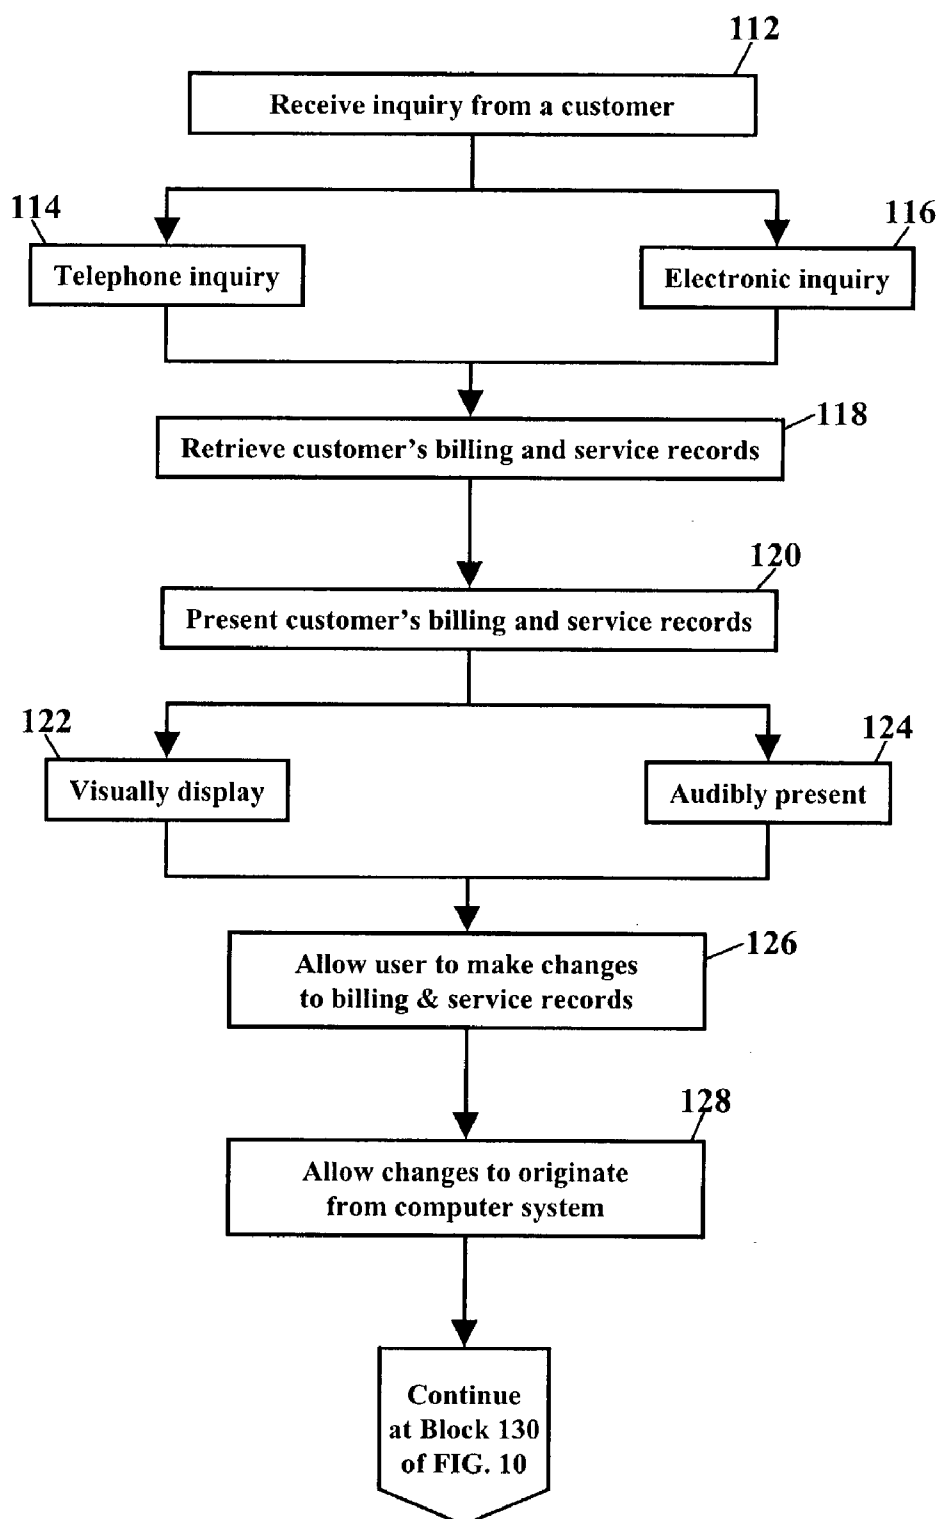 112
Receive inquiry from a customer
114
116
Telephone inquiry
Electronic inquiry
118
Retrieve customer's billing and service records
120
Present customer's billing and service records
122
124
Visually display
Audibly present
126
Allow user to make changes
to billing & service records
128
Allow changes to originate
from computer system
Continue
at Block 130
of FIG. 10